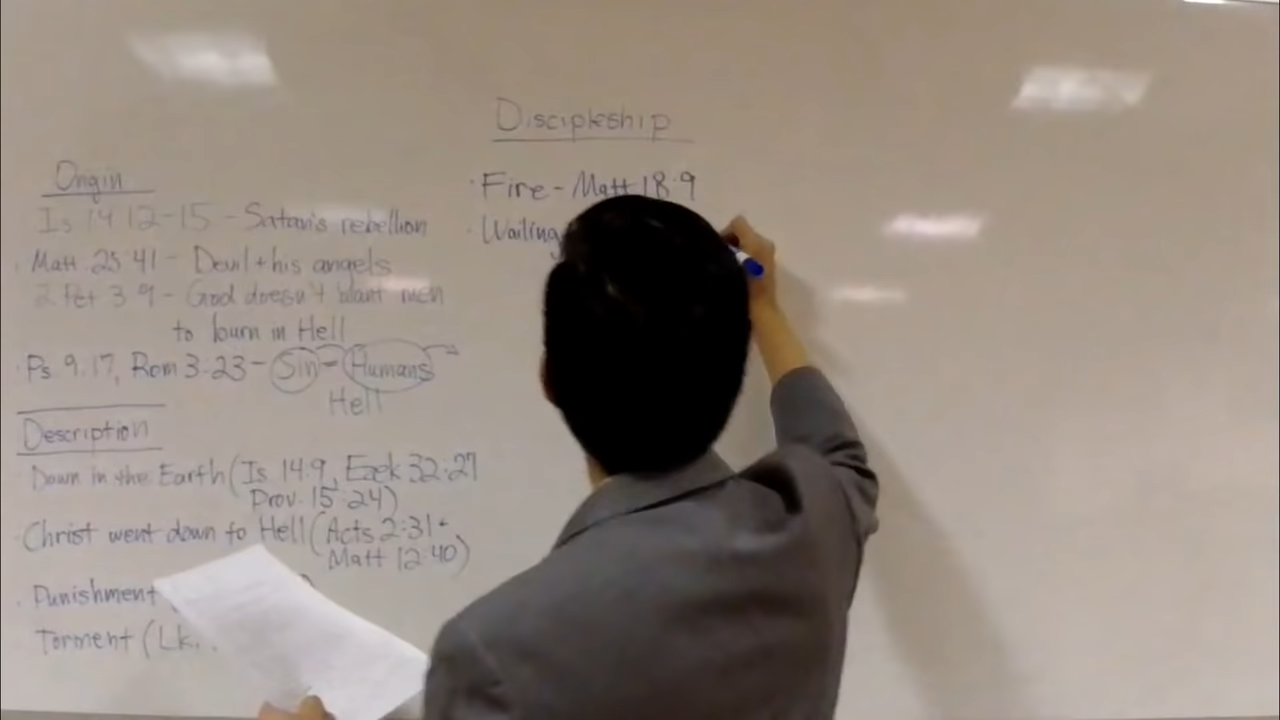 Discipleship
Origin
Is 14:12-15 - Satan's rebellion
· Matt 25:41 - Devil + his angels
2 Pet 3:9 - God doesn't want men
to burn in Hell
· Ps. 9:17, Rom 3:23 - Sin - Humans
Hell
Description
· Down in the Earth (Is 14:9, Ezek 32:27
Prov. 15:24)
· Christ went down to Hell (Acts 2:31 +
Matt 12:40)
· Punishment
Torment (Lk.
· Fire - Matt 18:9
· Wailing